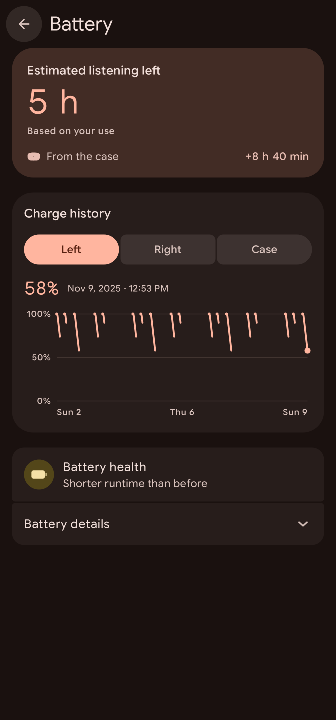 Battery
Estimated listening left
5 h
Based on your use
From the case +8 h 40 min
Charge history
Left Right Case
58% Nov 9, 2025 · 12:53 PM
100%
50%
0%
Sun 2 Thu 6 Sun 9
Battery health
Shorter runtime than before
Battery details